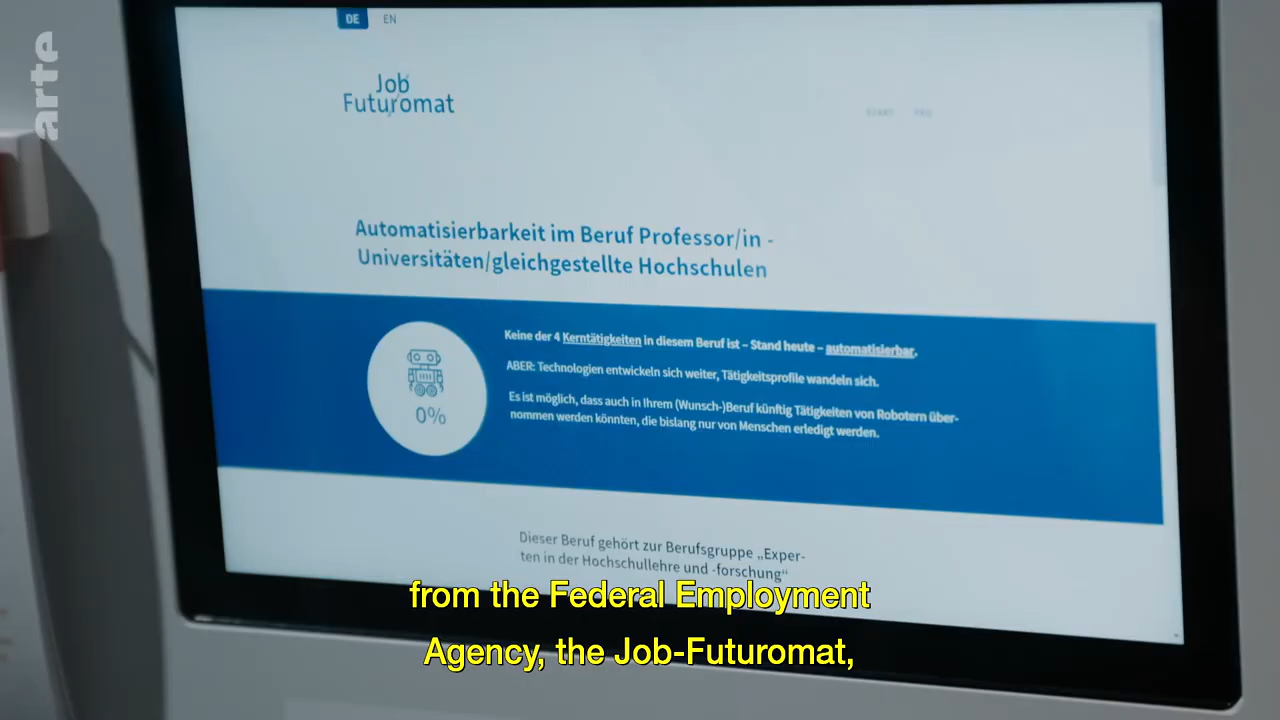 arte
DE EN
Job
Futuromat
START FAQ
Automatisierbarkeit im Beruf Professor/in -
Universitäten/gleichgestellte Hochschulen
Keine der 4 Kerntätigkeiten in diesem Beruf ist – Stand heute – automatisierbar.
ABER: Technologien entwickeln sich weiter, Tätigkeitsprofile wandeln sich.
Es ist möglich, dass auch in Ihrem (Wunsch-)Beruf künftig Tätigkeiten von Robotern über-
nommen werden könnten, die bislang nur von Menschen erledigt werden.
0%
Dieser Beruf gehört zur Berufsgruppe „Exper-
ten in der Hochschullehre und -forschung“
from the Federal Employment
Agency, the Job-Futuromat,